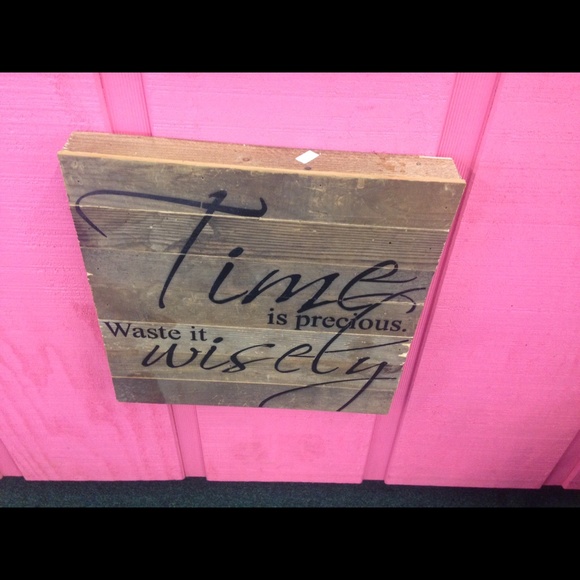 Time
is precious.
Waste it
wisely